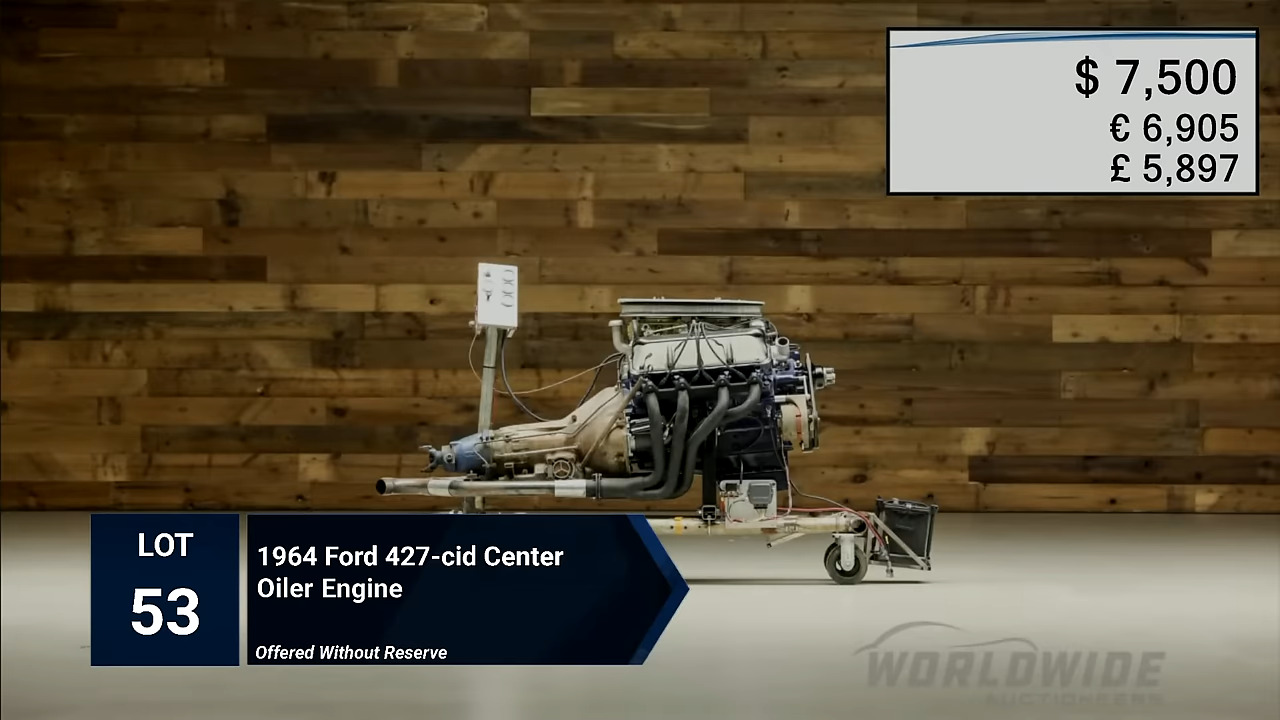 $ 7,500
€ 6,905
£ 5,897
LOT
53
1964 Ford 427-cid Center
Oiler Engine
Offered Without Reserve
WORLDWIDE
AUCTIONEERS